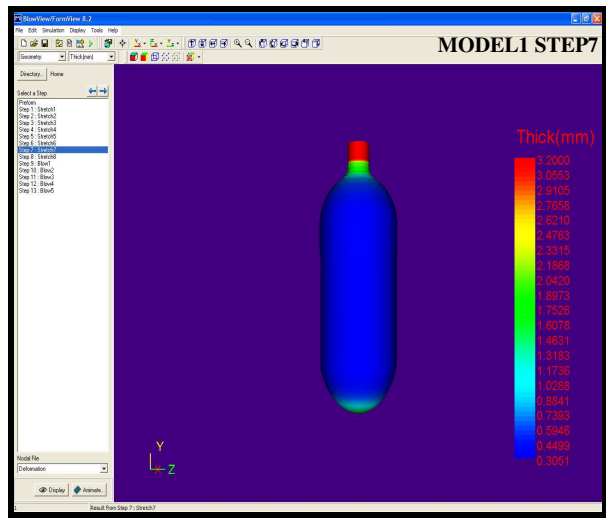 BlowView/FormView 8.2
File Edit Simulation Display Tools Help
MODEL1 STEP7
Geometry Thick(mm)
Directory... Home
Select a Step
Preform
Step 1 : Stretch1
Step 2 : Stretch2
Step 3 : Stretch3
Step 4 : Stretch4
Step 5 : Stretch5
Step 6 : Stretch6
Step 7 : Stretch7
Step 8 : Stretch8
Step 9 : Blow1
Step 10 : Blow2
Step 11 : Blow3
Step 12 : Blow4
Step 13 : Blow5
Thick(mm)
3.2000
3.0553
2.9105
2.7658
2.6210
2.4763
2.3315
2.1868
2.0420
1.8973
1.7526
1.6078
1.4631
1.3183
1.1736
1.0288
0.8841
0.7393
0.5946
0.4499
0.3051
Y
X Z
Nodal File
Deformation
Display Animate...
1 Result from Step 7 : Stretch7